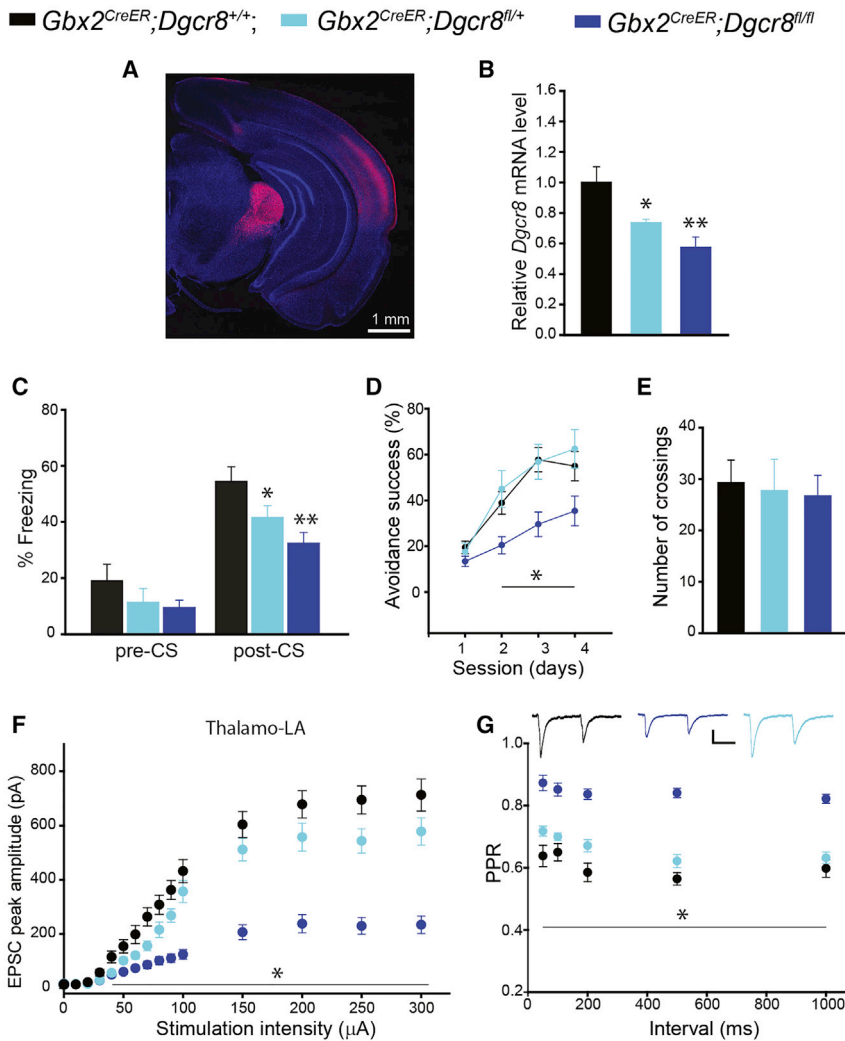 Gbx2CreER;Dgcr8+/+; Gbx2CreER;Dgcr8fl/+ Gbx2CreER;Dgcr8fl/fl
A
1 mm
B
Relative Dgcr8 mRNA level
1.6
1.4
1.2
1.0
0.8
0.6
0.4
0.2
0.0
*
**
C
% Freezing
80
60
40
20
0
*
**
pre-CS post-CS
D
Avoidance success (%)
80
60
40
20
0
*
1 2 3 4
Session (days)
E
Number of crossings
40
30
20
10
0
F
Thalamo-LA
EPSC peak amplitude (pA)
800
600
400
200
0
*
0 50 100 150 200 250 300
Stimulation intensity (μA)
G
PPR
1.0
0.8
0.6
0.4
0.2
*
0 200 400 600 800 1000
Interval (ms)